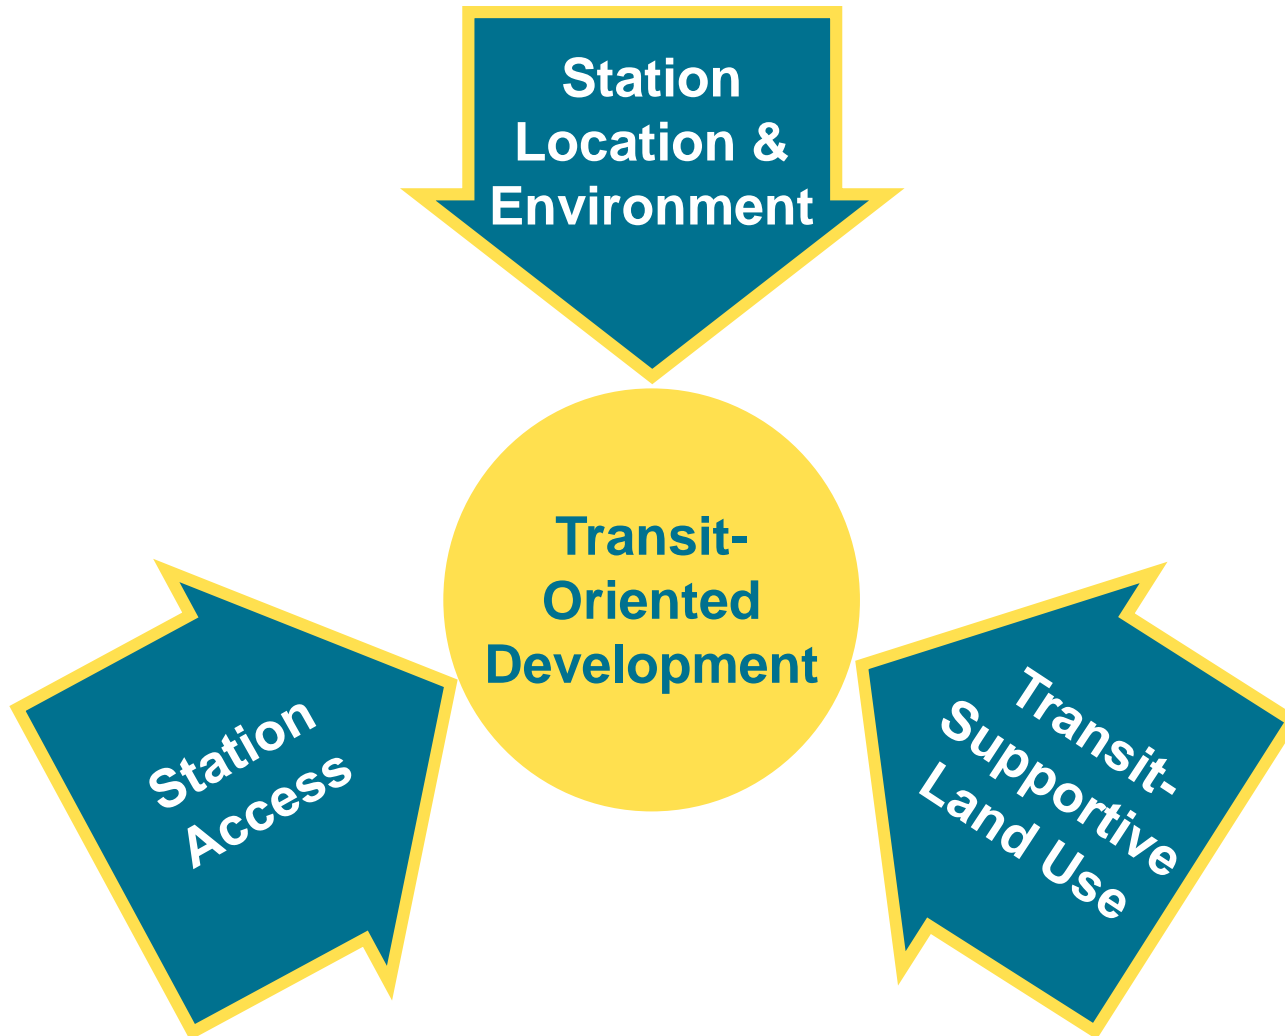 Station
Location &
Environment
Transit-
Oriented
Development
Station
Access
Transit-
Supportive
Land Use